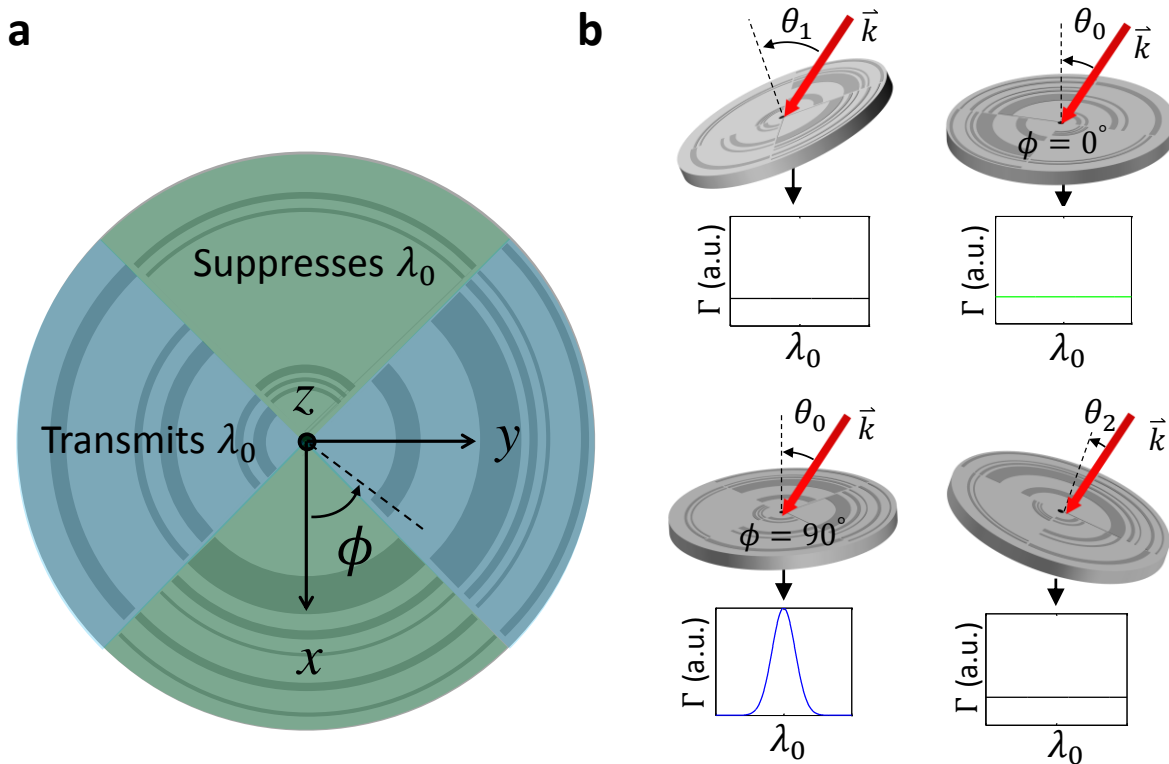 a
Suppresses λ₀
Transmits λ₀
z
y
ϕ
x
b
θ₁
k⃗
Γ (a.u.)
λ₀
θ₀
k⃗
ϕ = 0°
Γ (a.u.)
λ₀
θ₀
k⃗
ϕ = 90°
Γ (a.u.)
λ₀
θ₂
k⃗
Γ (a.u.)
λ₀